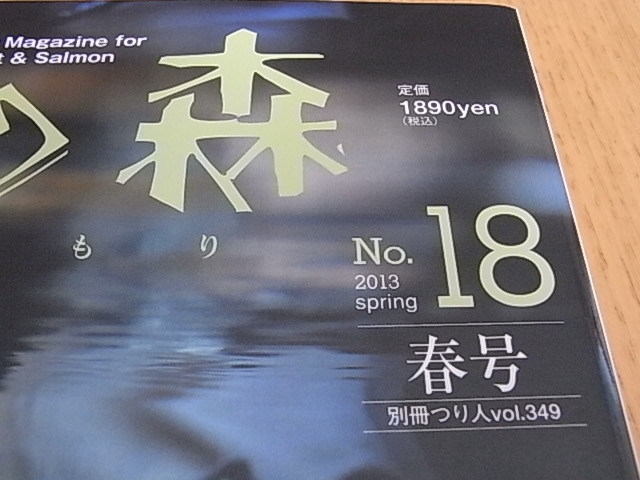 Magazine for
& Salmon
森
もり
定価
1890yen
(税込)
No. 18
2013
spring
春号
別冊つり人vol.349